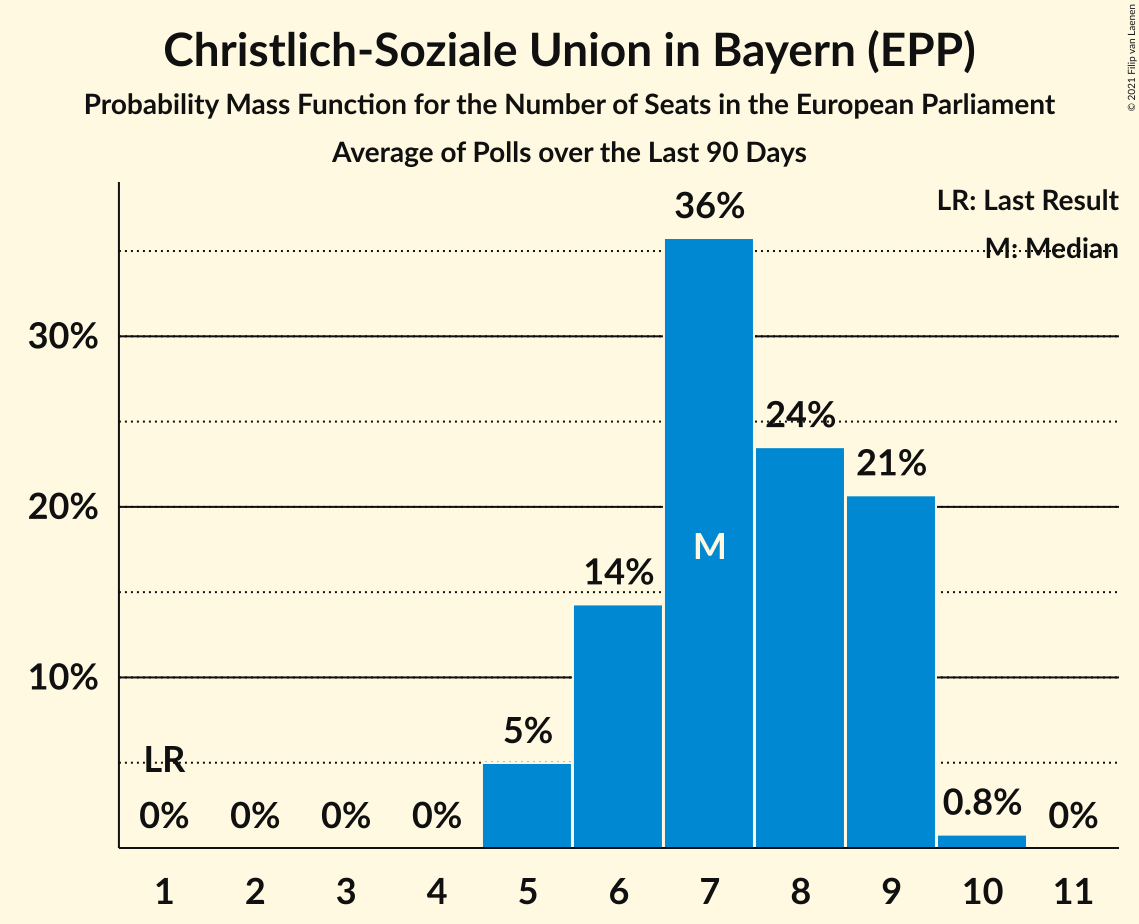 Christlich-Soziale Union in Bayern (EPP)
Probability Mass Function for the Number of Seats in the European Parliament
Average of Polls over the Last 90 Days
© 2021 Filip van Laenen
LR: Last Result
M: Median
36%
30%
24%
21%
20%
M
14%
10%
5%
LR
0% 0% 0% 0% 0.8% 0%
1 2 3 4 5 6 7 8 9 10 11